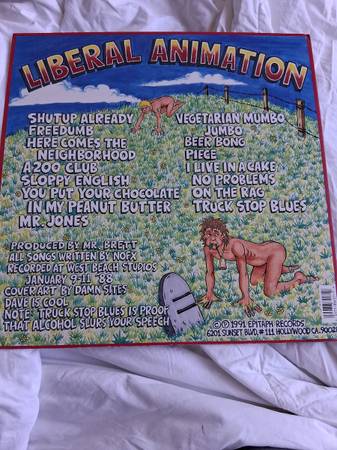 LIBERAL ANIMATION
SHUTUP ALREADY
FREEDUMB
HERE COMES THE
NEIGHBORHOOD
A200 CLUB
SLOPPY ENGLISH
YOU PUT YOUR CHOCOLATE
IN MY PEANUT BUTTER
MR. JONES
VEGETARIAN MUMBO
JUMBO
BEER BONG
PIECE
I LIVE IN A CAKE
NO PROBLEMS
ON THE RAG
TRUCK STOP BLUES
PRODUCED BY MR. BRETT
ALL SONGS WRITTEN BY NOFX
RECORDED AT WEST BEACH STUDIOS
JANUARY 9-11 '88
COVER ART BY DAMN SITES
DAVE IS COOL
NOTE: TRUCK STOP BLUES IS PROOF
THAT ALCOHOL SLURS YOUR SPEECH
© ℗ 1991 EPITAPH RECORDS
6201 SUNSET BLVD, #111 HOLLYWOOD CA. 90028